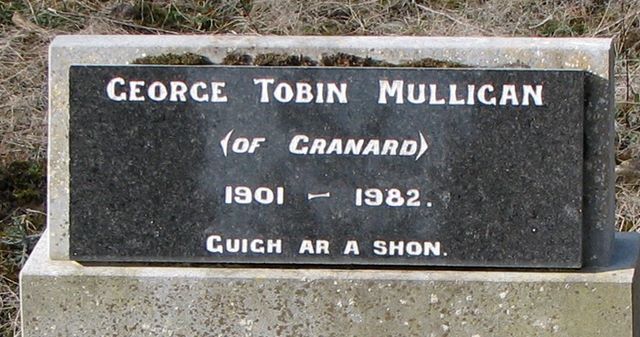 GEORGE TOBIN MULLIGAN
(OF GRANARD)
1901 – 1982.
GUIGH AR A SHON.